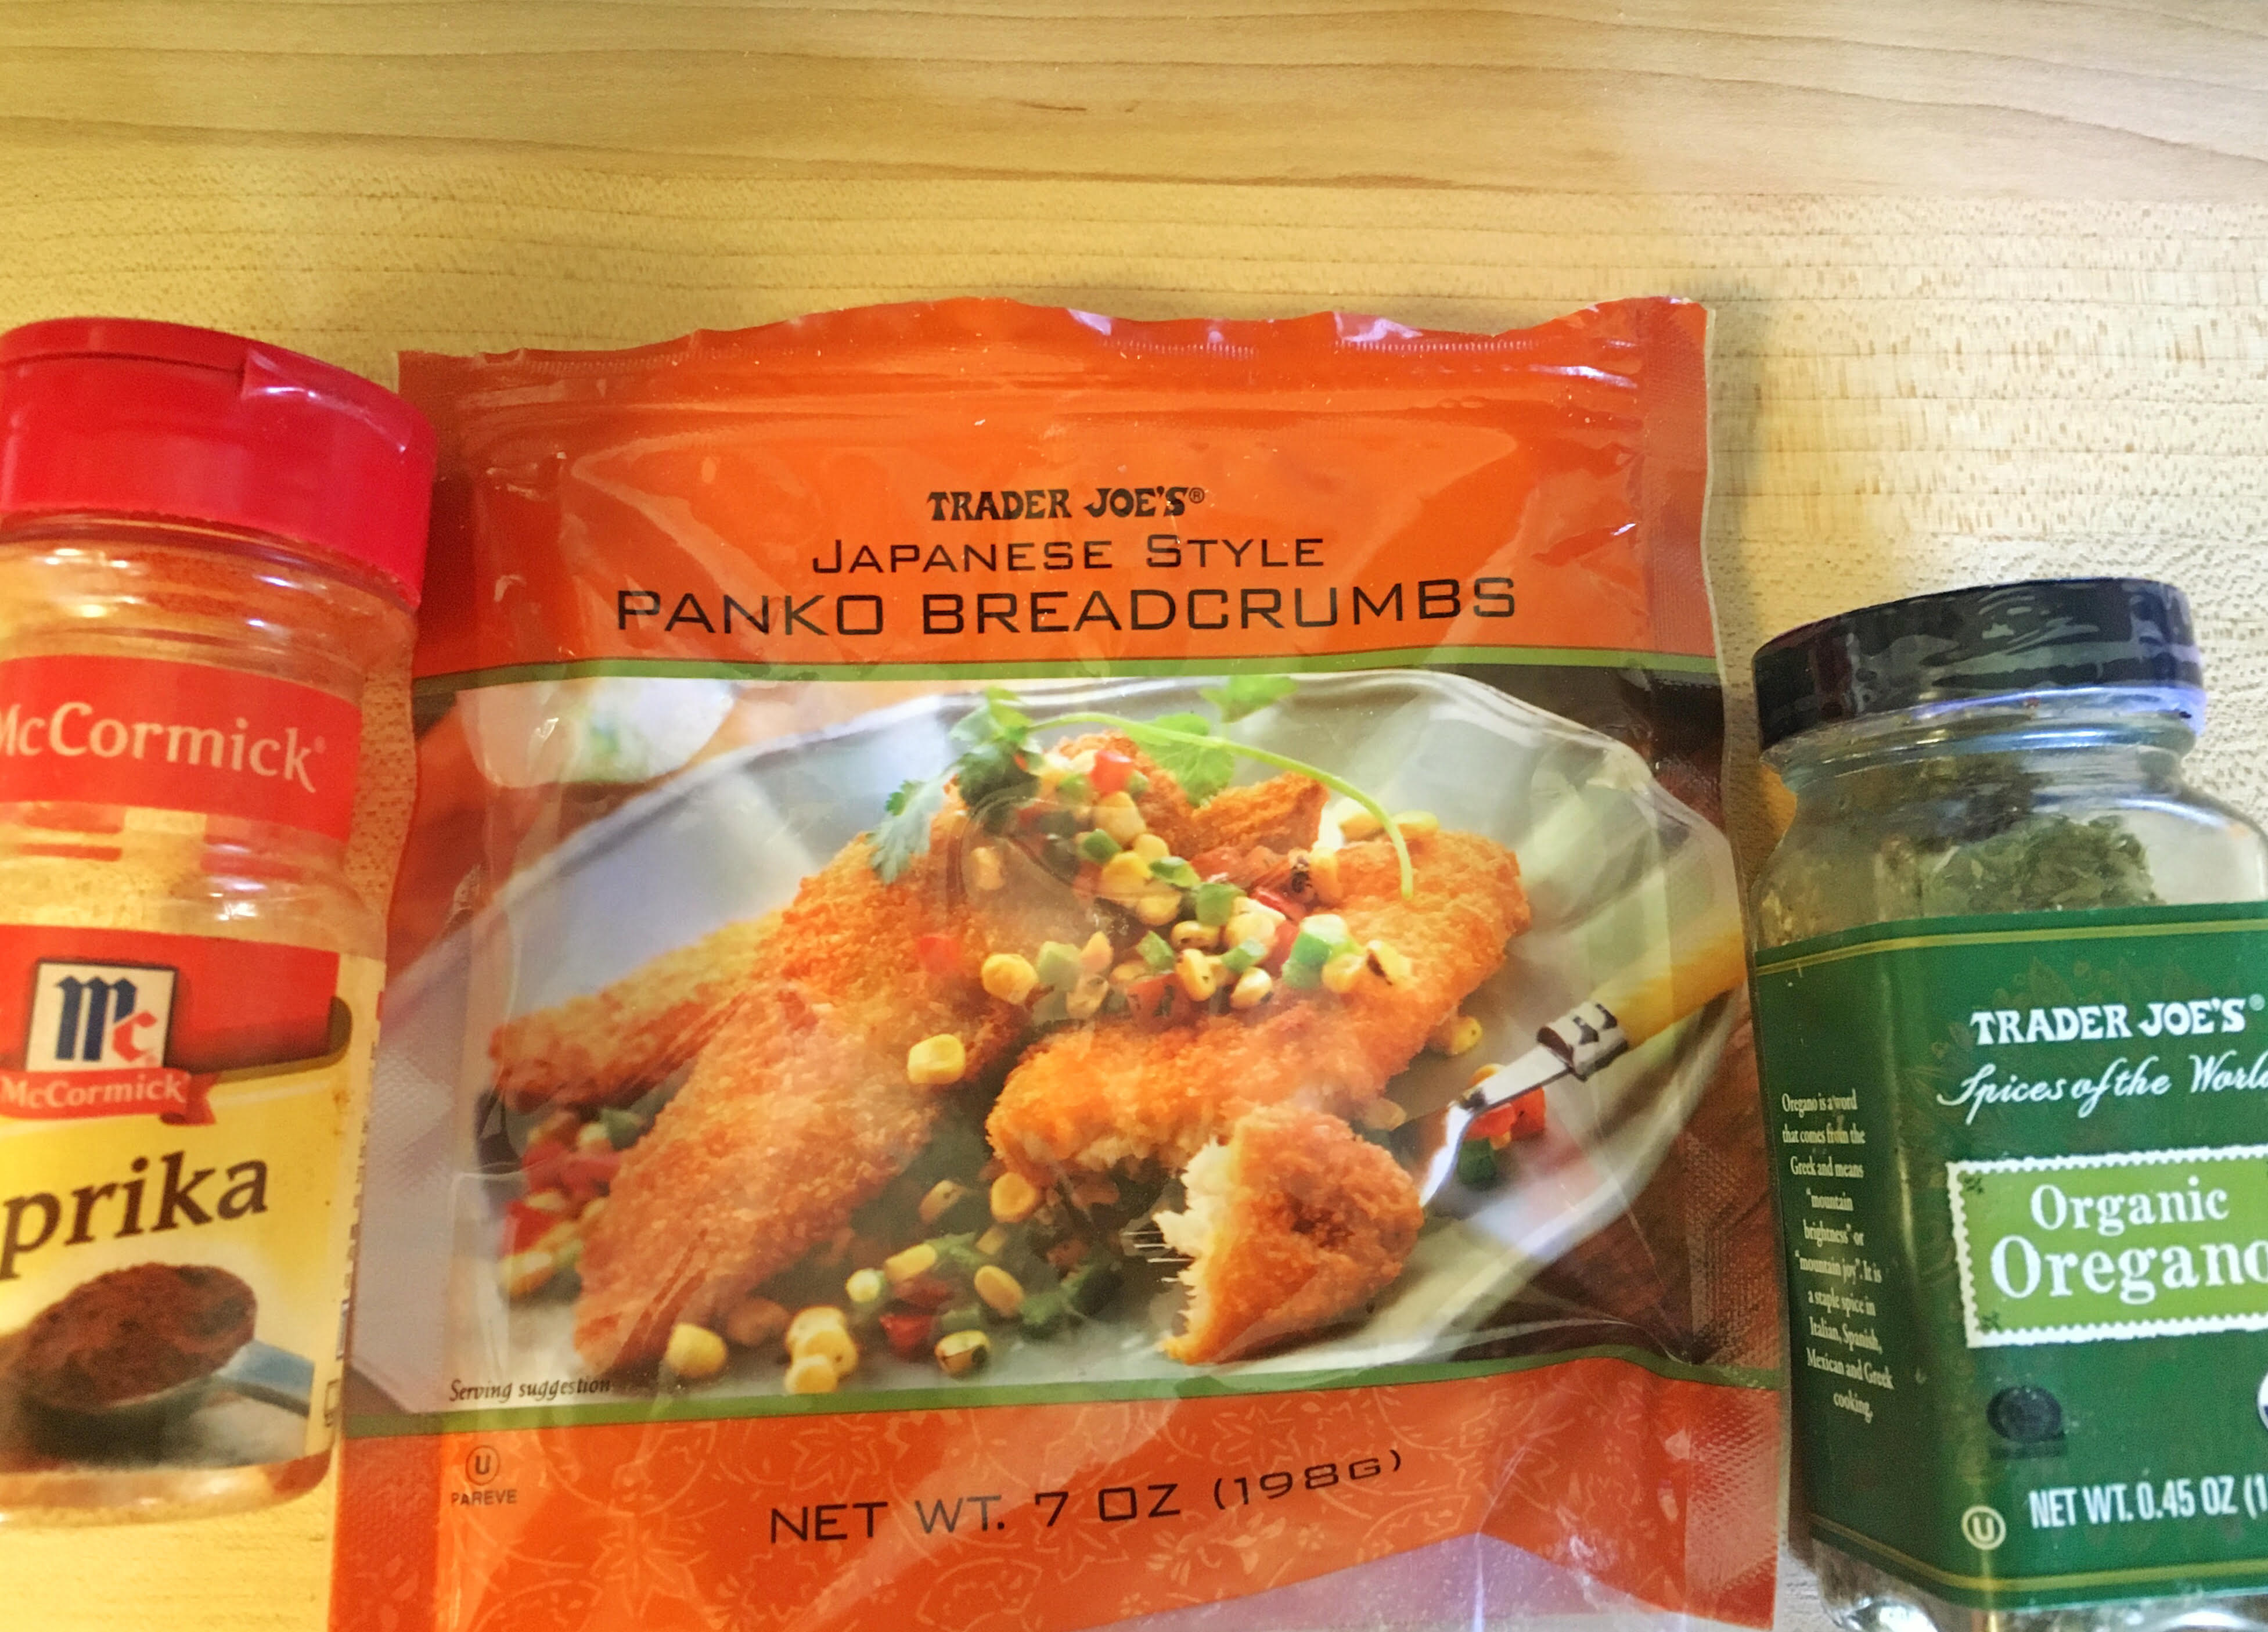 McCormick®
Mc
McCormick®
prika
TRADER JOE'S®
JAPANESE STYLE
PANKO BREADCRUMBS
Serving suggestion
U
PAREVE
NET WT. 7 OZ (198G)
TRADER JOE'S®
Spices of the World
Organic
Oregano
Oregano is a word
that comes from the
Greek and means
"mountain
brightness" or
"mountain joy". It is
a staple spice in
Italian, Spanish,
Mexican and Greek
cooking.
U
NET WT. 0.45 OZ (1